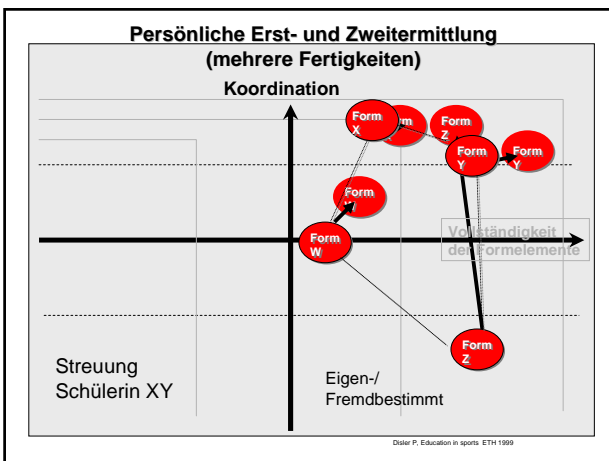 Persönliche Erst- und Zweitermittlung
(mehrere Fertigkeiten)
Koordination
Form
X
Form
Z
Form
Y
Form
Y
Form
Form
W
Vollständigkeit
der Formelemente
Form
Z
Streuung
Schülerin XY
Eigen-/
Fremdbestimmt
Disler P, Education in sports ETH 1999